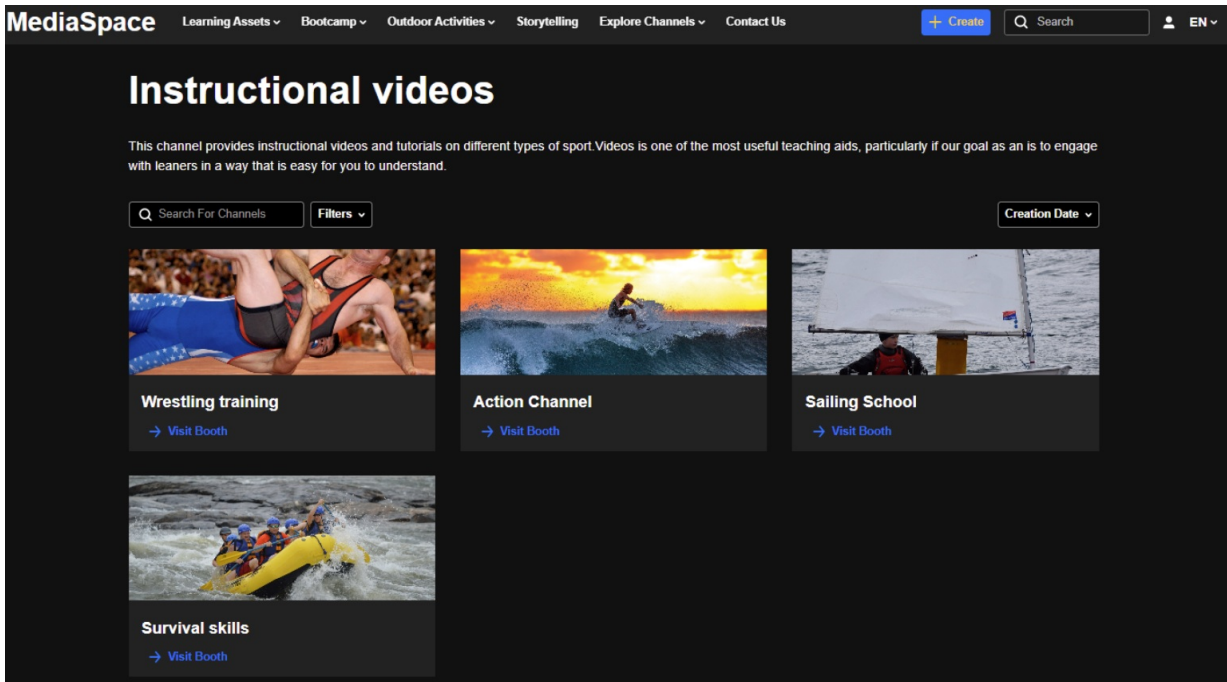 MediaSpace Learning Assets Bootcamp Outdoor Activities Storytelling Explore Channels Contact Us + Create Search EN
Instructional videos
This channel provides instructional videos and tutorials on different types of sport.Videos is one of the most useful teaching aids, particularly if our goal as an is to engage
with leaners in a way that is easy for you to understand.
Search For Channels Filters Creation Date
Wrestling training Action Channel Sailing School
→ Visit Booth → Visit Booth → Visit Booth
Survival skills
→ Visit Booth